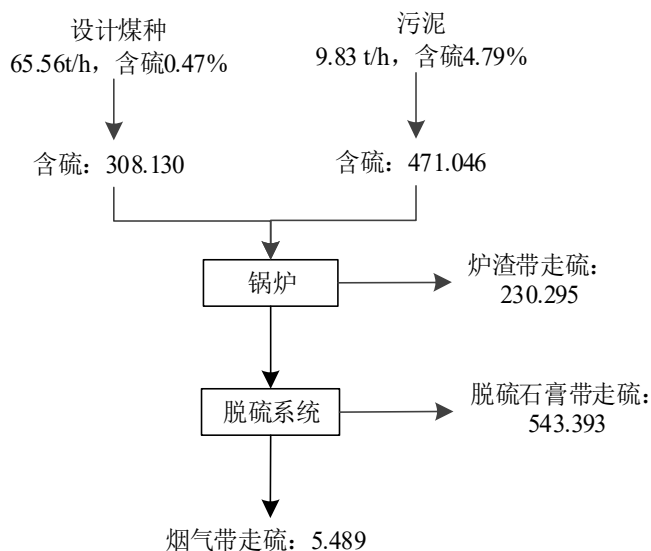 设计煤种
65.56t/h，含硫0.47%
污泥
9.83 t/h，含硫4.79%
含硫：308.130
含硫：471.046
锅炉
炉渣带走硫：
230.295
脱硫系统
脱硫石膏带走硫：
543.393
烟气带走硫：5.489